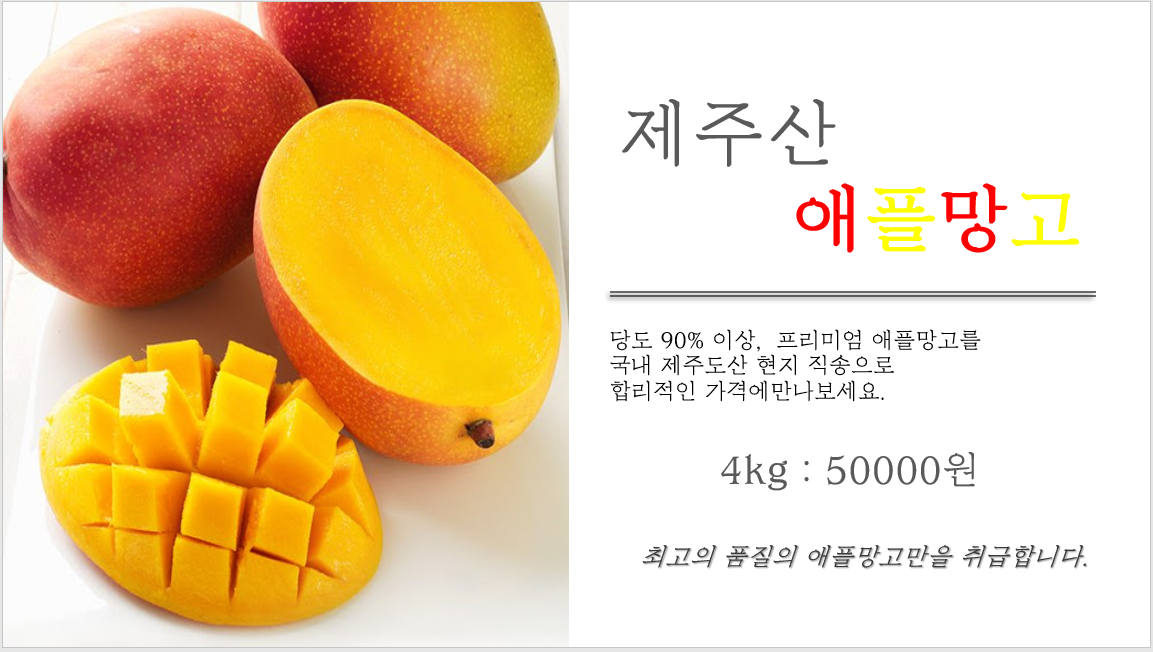 제주산
애플망고
당도 90% 이상, 프리미엄 애플망고를
국내 제주도산 현지 직송으로
합리적인 가격에만나보세요.
4kg : 50000원
최고의 품질의 애플망고만을 취급합니다.